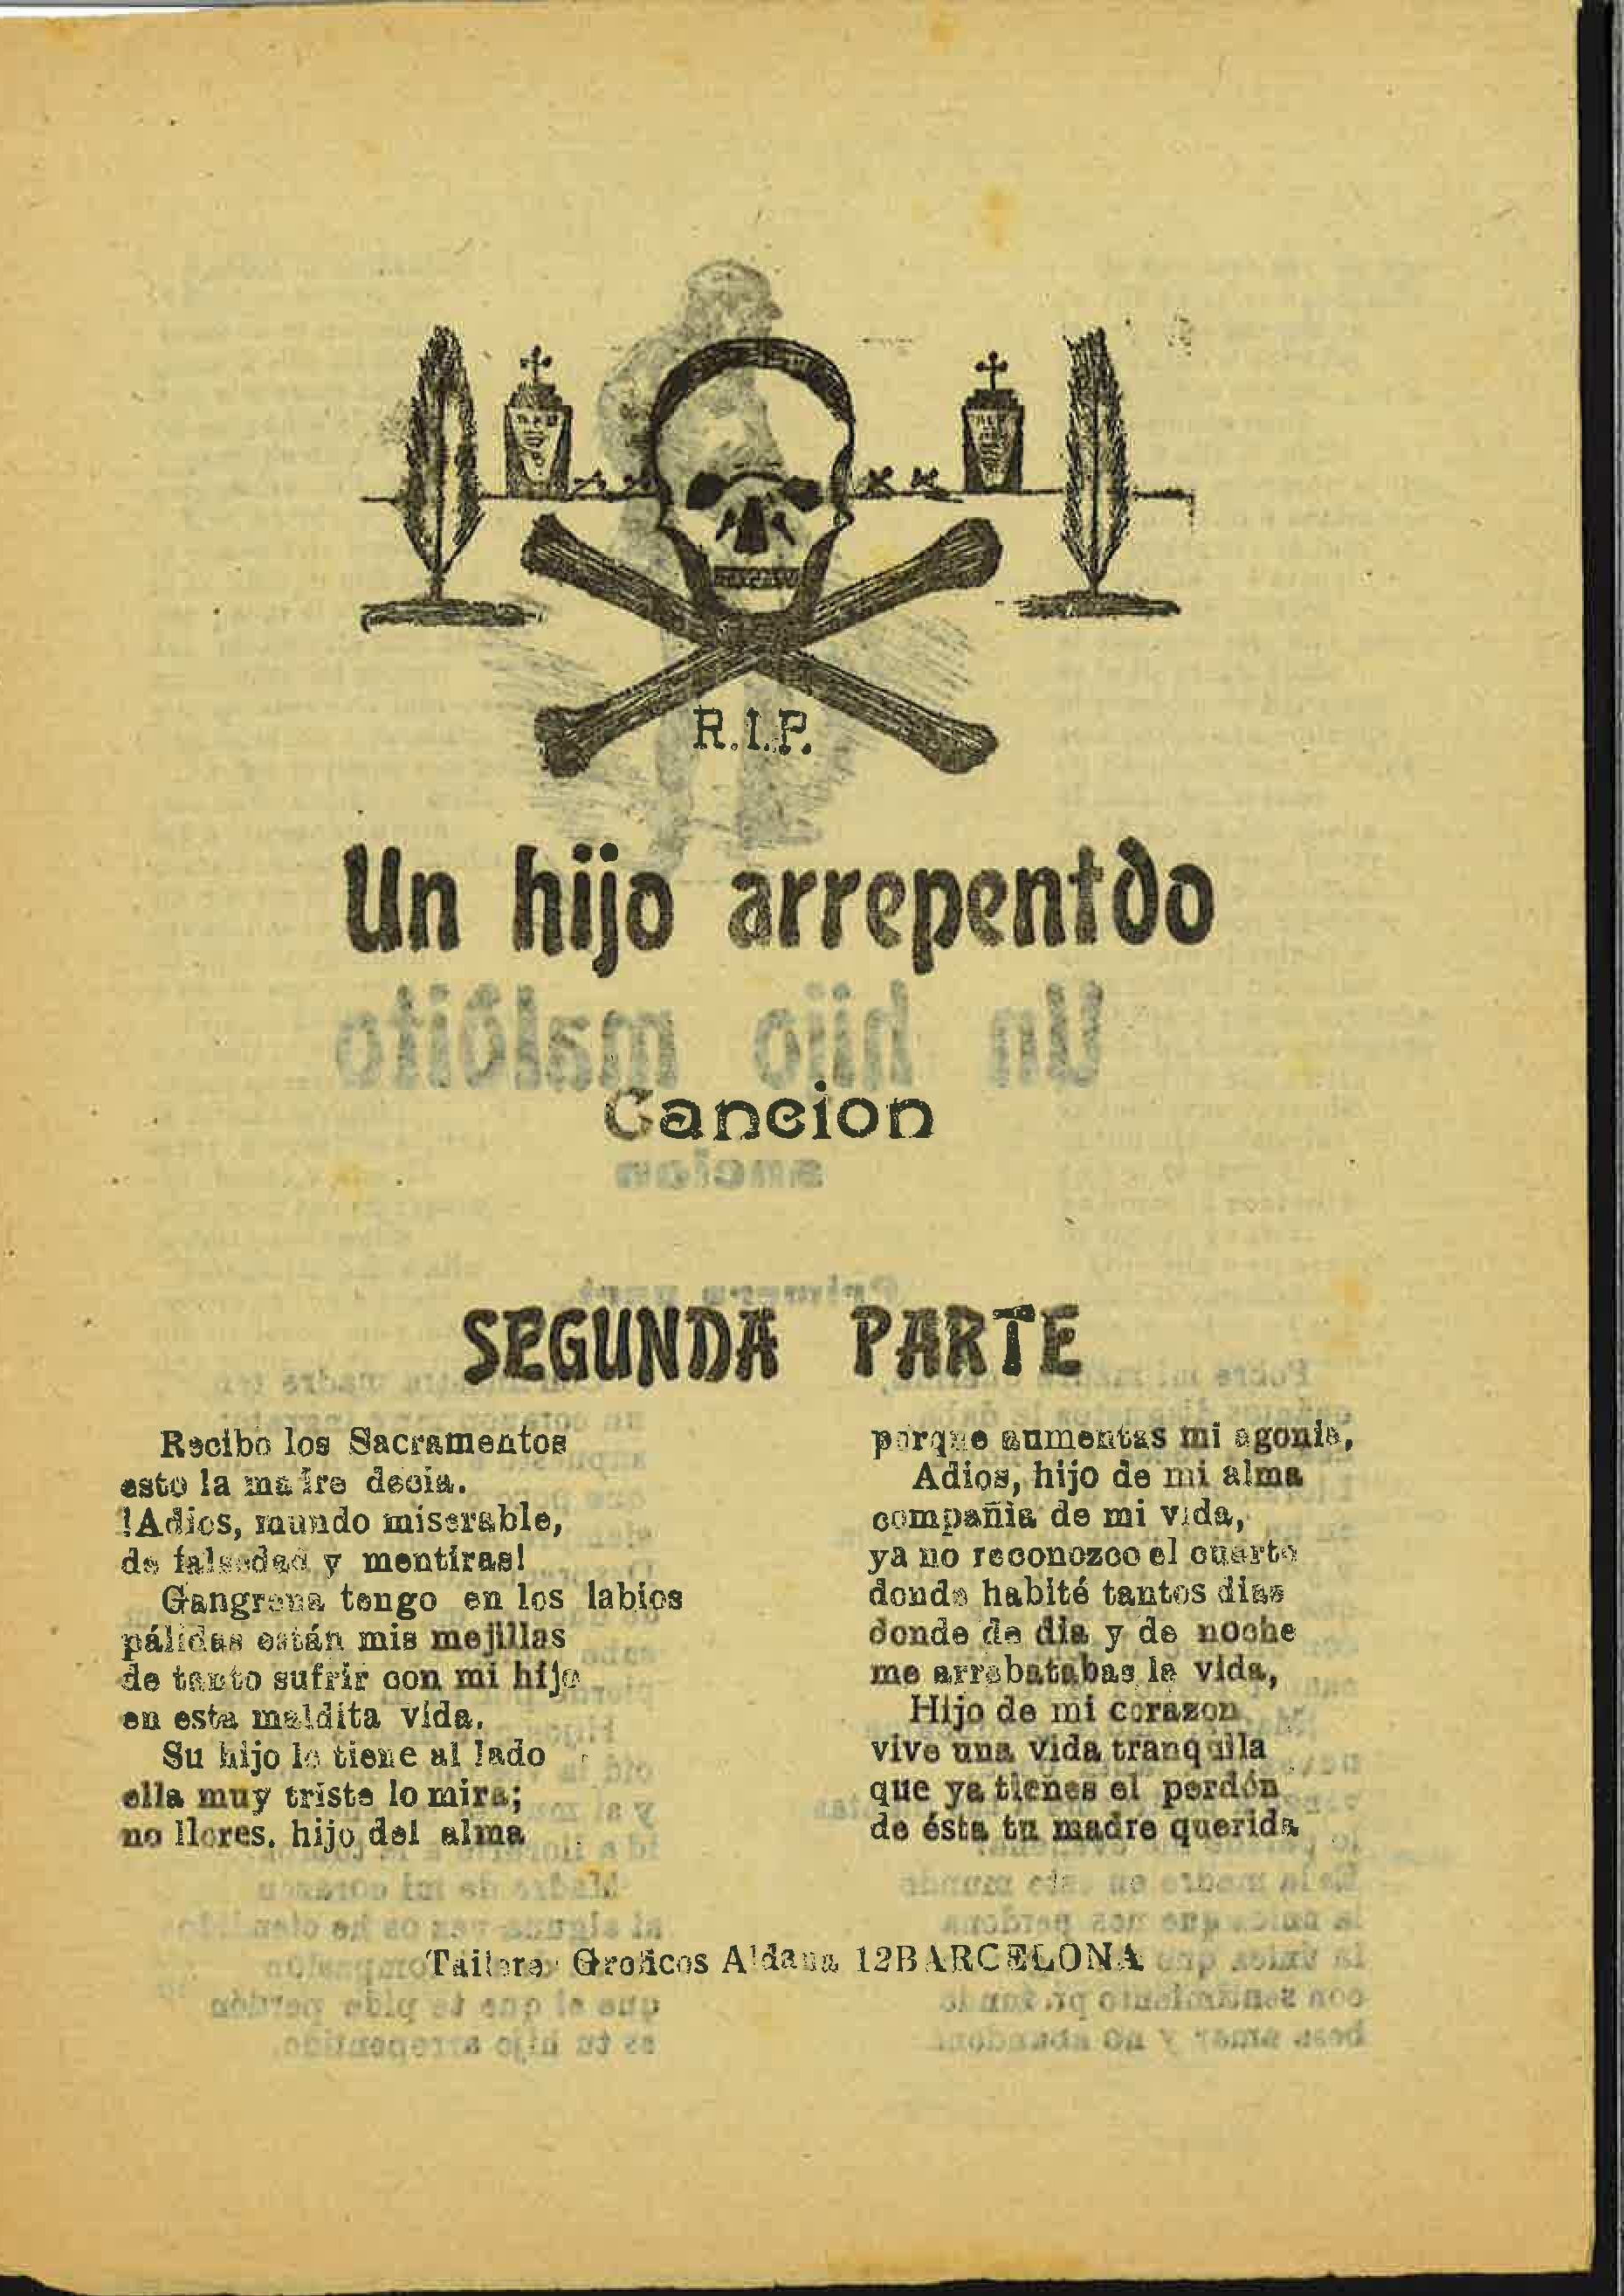 R.I.P.
Un hijo arrepentdo
Cancion
SEGUNDA PARTE
Recibo los Sacramentos
esto la madre decia.
!Adios, mundo miserable,
de falsedad y mentiras!
Gangrena tengo en los labios
pálidas están mis mejillas
de tanto sufrir con mi hijo
en esta maldita vida.
Su hijo lo tiene al lado
ella muy triste lo mira;
no llores. hijo del alma
porque aumentas mi agonia,
Adios, hijo de mi alma
compañia de mi vida,
ya no reconozco el cuarto
donde habité tantos dias
donde de dia y de noche
me arrebatabas la vida,
Hijo de mi corazon
vive una vida tranquila
que ya tienes el perdón
de ésta tu madre querida
Tallere Graficos Aldana 12BARCELONA